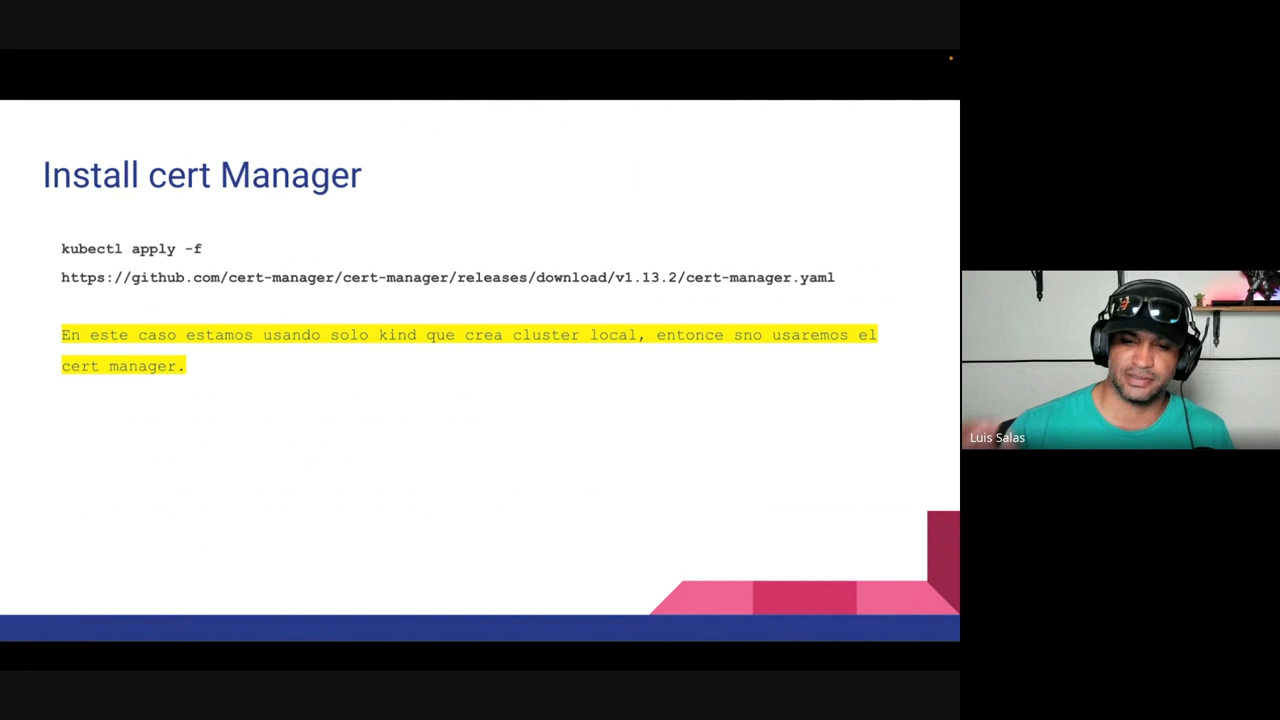 Install cert Manager
kubectl apply -f
https://github.com/cert-manager/cert-manager/releases/download/v1.13.2/cert-manager.yaml
En este caso estamos usando solo kind que crea cluster local, entonce sno usaremos el
cert manager.
Luis Salas